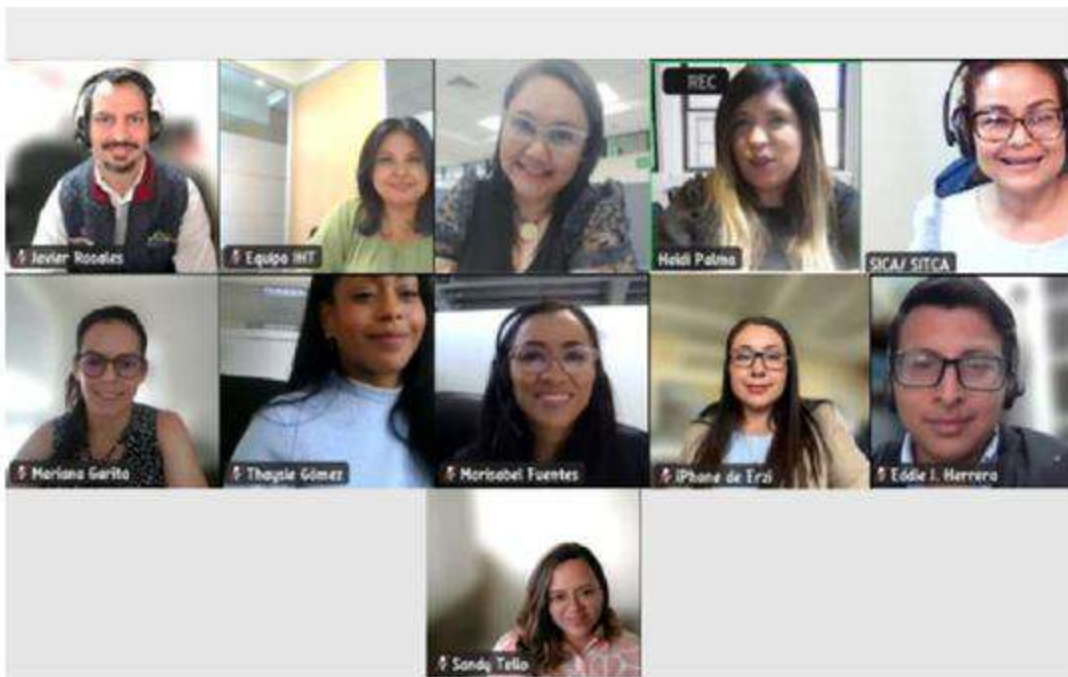 REC
Javier Rosales
Equipo IHT
Heidi Palma
SICA/ SITCA
Mariana Garita
Thaysie Gómez
Marisabel Fuentes
iPhone de Erzi
Eddie I. Herrera
Sandy Tello